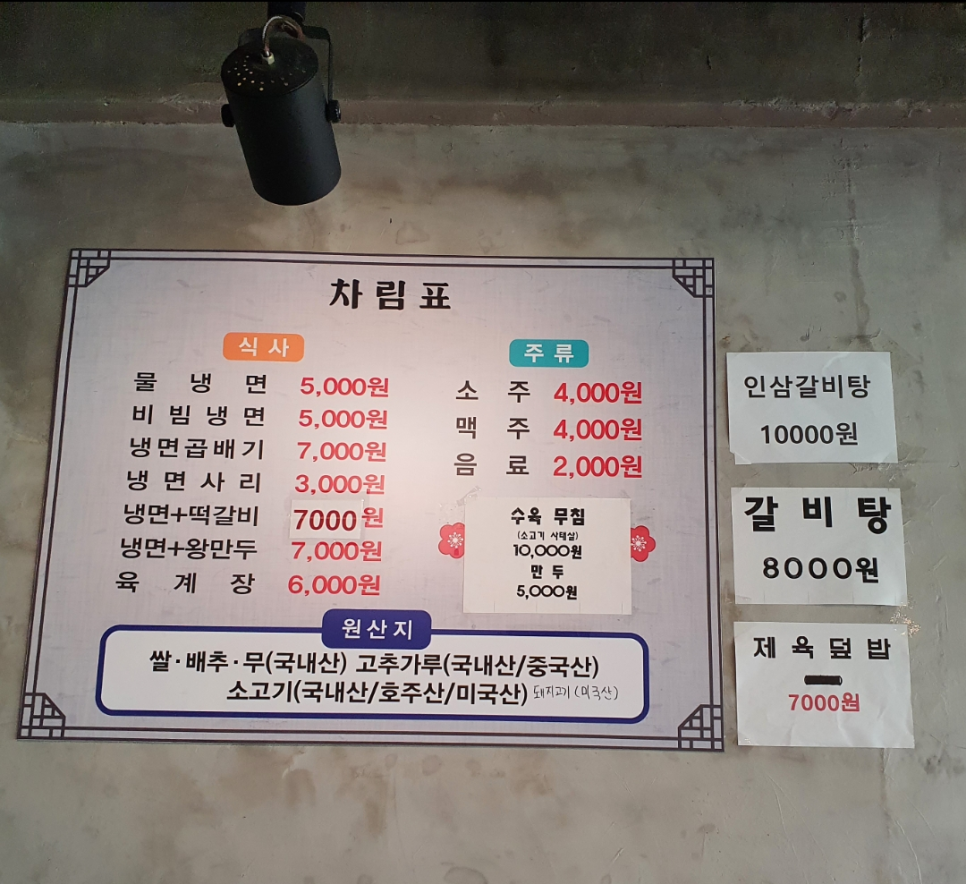 차림표
식사
물냉면 5,000원
비빔냉면 5,000원
냉면곱배기 7,000원
냉면사리 3,000원
냉면+떡갈비 7000원
냉면+왕만두 7,000원
육계장 6,000원
주류
소주 4,000원
맥주 4,000원
음료 2,000원
수육 무침
(소고기 사태살)
10,000원
만두
5,000원
원산지
쌀·배추·무(국내산) 고추가루(국내산/중국산)
소고기(국내산/호주산/미국산) 돼지고기(미국산)
인삼갈비탕
10000원
갈비탕
8000원
제육덮밥
7000원